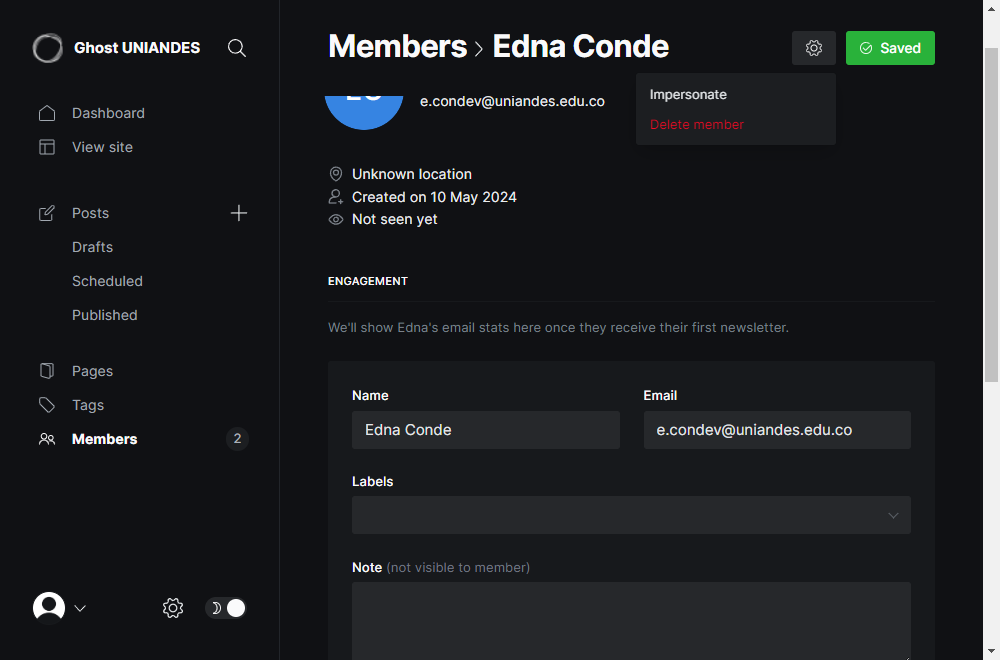 Ghost UNIANDES
Dashboard
View site
Posts
Drafts
Scheduled
Published
Pages
Tags
Members
2
Members › Edna Conde
Saved
Impersonate
Delete member
e.condev@uniandes.edu.co
Unknown location
Created on 10 May 2024
Not seen yet
ENGAGEMENT
We'll show Edna's email stats here once they receive their first newsletter.
Name
Email
Edna Conde
e.condev@uniandes.edu.co
Labels
Note (not visible to member)